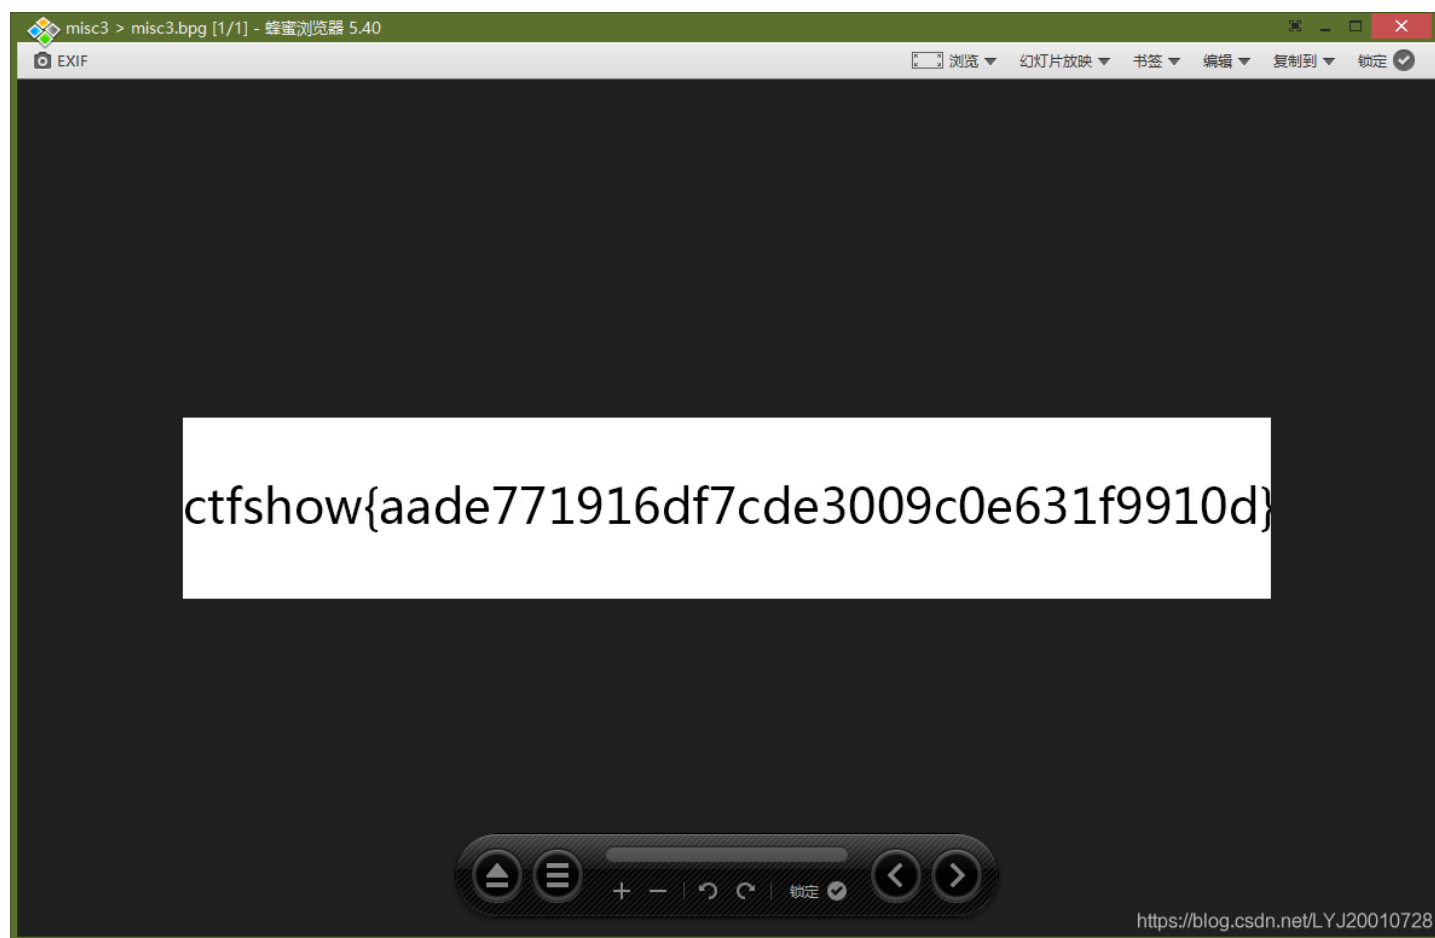 misc3 > misc3.bpg [1/1] - 蜂蜜浏览器 5.40
EXIF 浏览 幻灯片放映 书签 编辑 复制到 锁定
ctfshow{aade771916df7cde3009c0e631f9910d}
锁定
https://blog.csdn.net/LYJ20010728